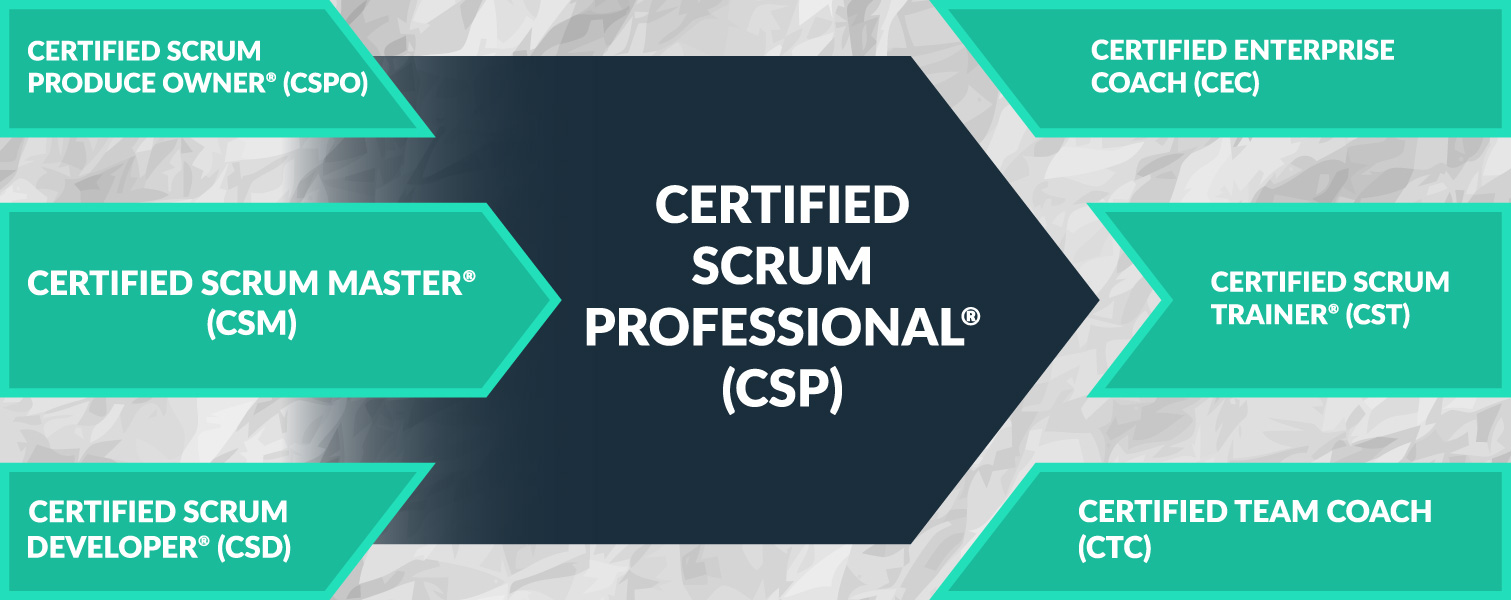 CERTIFIED SCRUM
PRODUCE OWNER® (CSPO)
CERTIFIED SCRUM MASTER®
(CSM)
CERTIFIED SCRUM
DEVELOPER® (CSD)
CERTIFIED
SCRUM
PROFESSIONAL®
(CSP)
CERTIFIED ENTERPRISE
COACH (CEC)
CERTIFIED SCRUM
TRAINER® (CST)
CERTIFIED TEAM COACH
(CTC)